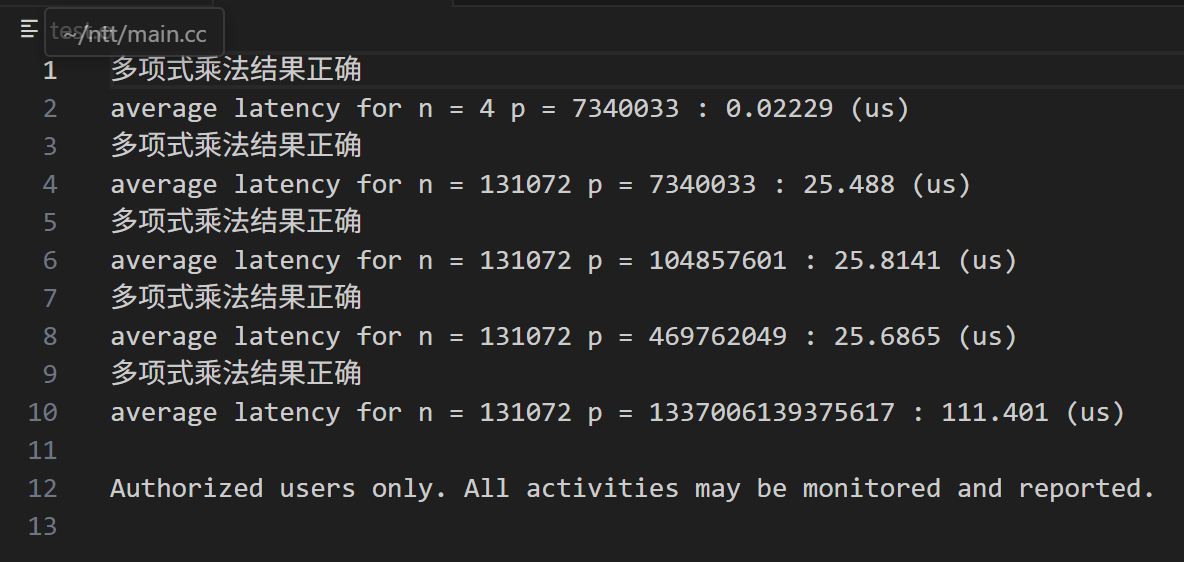 ~/ntt/main.cc
1 多项式乘法结果正确
2 average latency for n = 4 p = 7340033 : 0.02229 (us)
3 多项式乘法结果正确
4 average latency for n = 131072 p = 7340033 : 25.488 (us)
5 多项式乘法结果正确
6 average latency for n = 131072 p = 104857601 : 25.8141 (us)
7 多项式乘法结果正确
8 average latency for n = 131072 p = 469762049 : 25.6865 (us)
9 多项式乘法结果正确
10 average latency for n = 131072 p = 1337006139375617 : 111.401 (us)
11
12 Authorized users only. All activities may be monitored and reported.
13